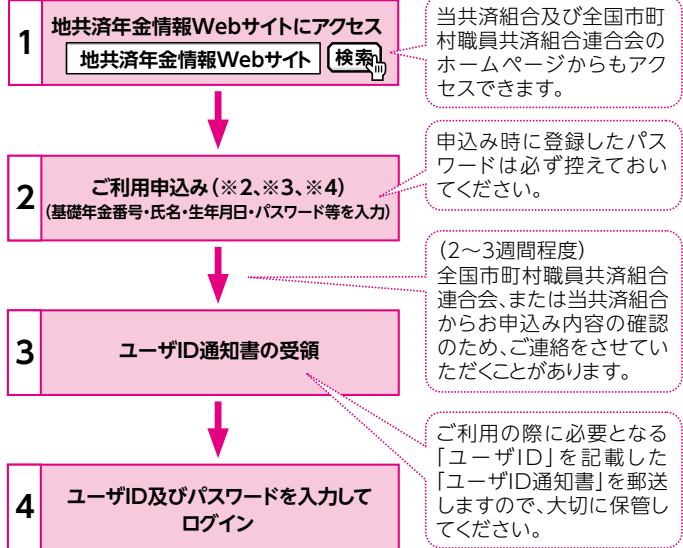 1
地共済年金情報Webサイトにアクセス
地共済年金情報Webサイト 検索
当共済組合及び全国市町
村職員共済組合連合会の
ホームページからもアク
セスできます。
2
ご利用申込み(※2、※3、※4)
(基礎年金番号・氏名・生年月日・パスワード等を入力)
申込み時に登録したパス
ワードは必ず控えておい
てください。
(2〜3週間程度)
全国市町村職員共済組合
連合会、または当共済組合
からお申込み内容の確認
のため、ご連絡をさせてい
ただくことがあります。
3
ユーザID通知書の受領
ご利用の際に必要となる
「ユーザID」を記載した
「ユーザID通知書」を郵送
しますので、大切に保管し
てください。
4
ユーザID及びパスワードを入力して
ログイン